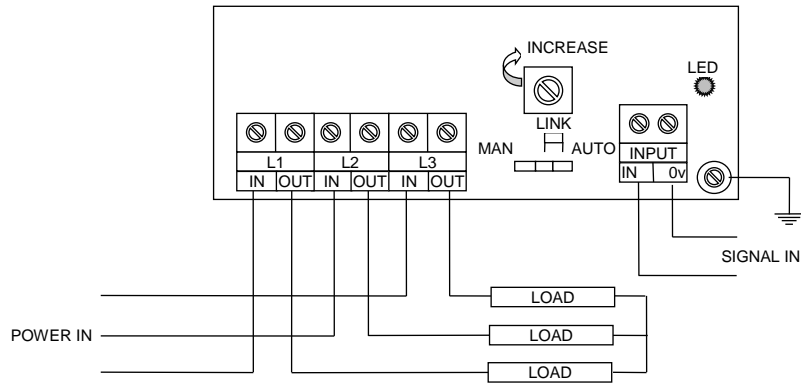 INCREASE
LED
LINK
MAN AUTO
INPUT
L1 L2 L3
IN OUT IN OUT IN OUT
IN 0v
SIGNAL IN
LOAD
POWER IN
LOAD
LOAD